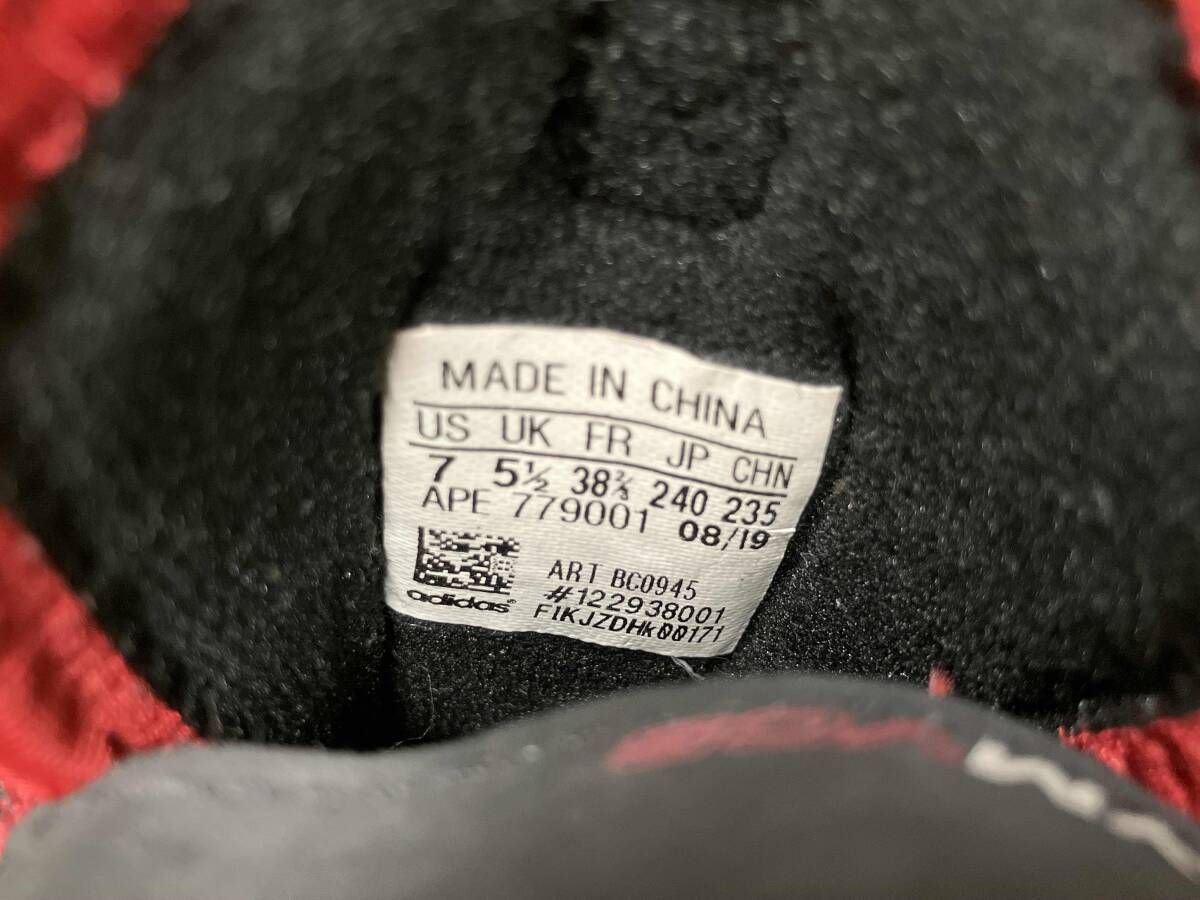 MADE IN CHINA
US UK FR JP CHN
7 5½ 38⅔ 240 235
APE 779001 08/19
ART BC0945
#122938001
adidas